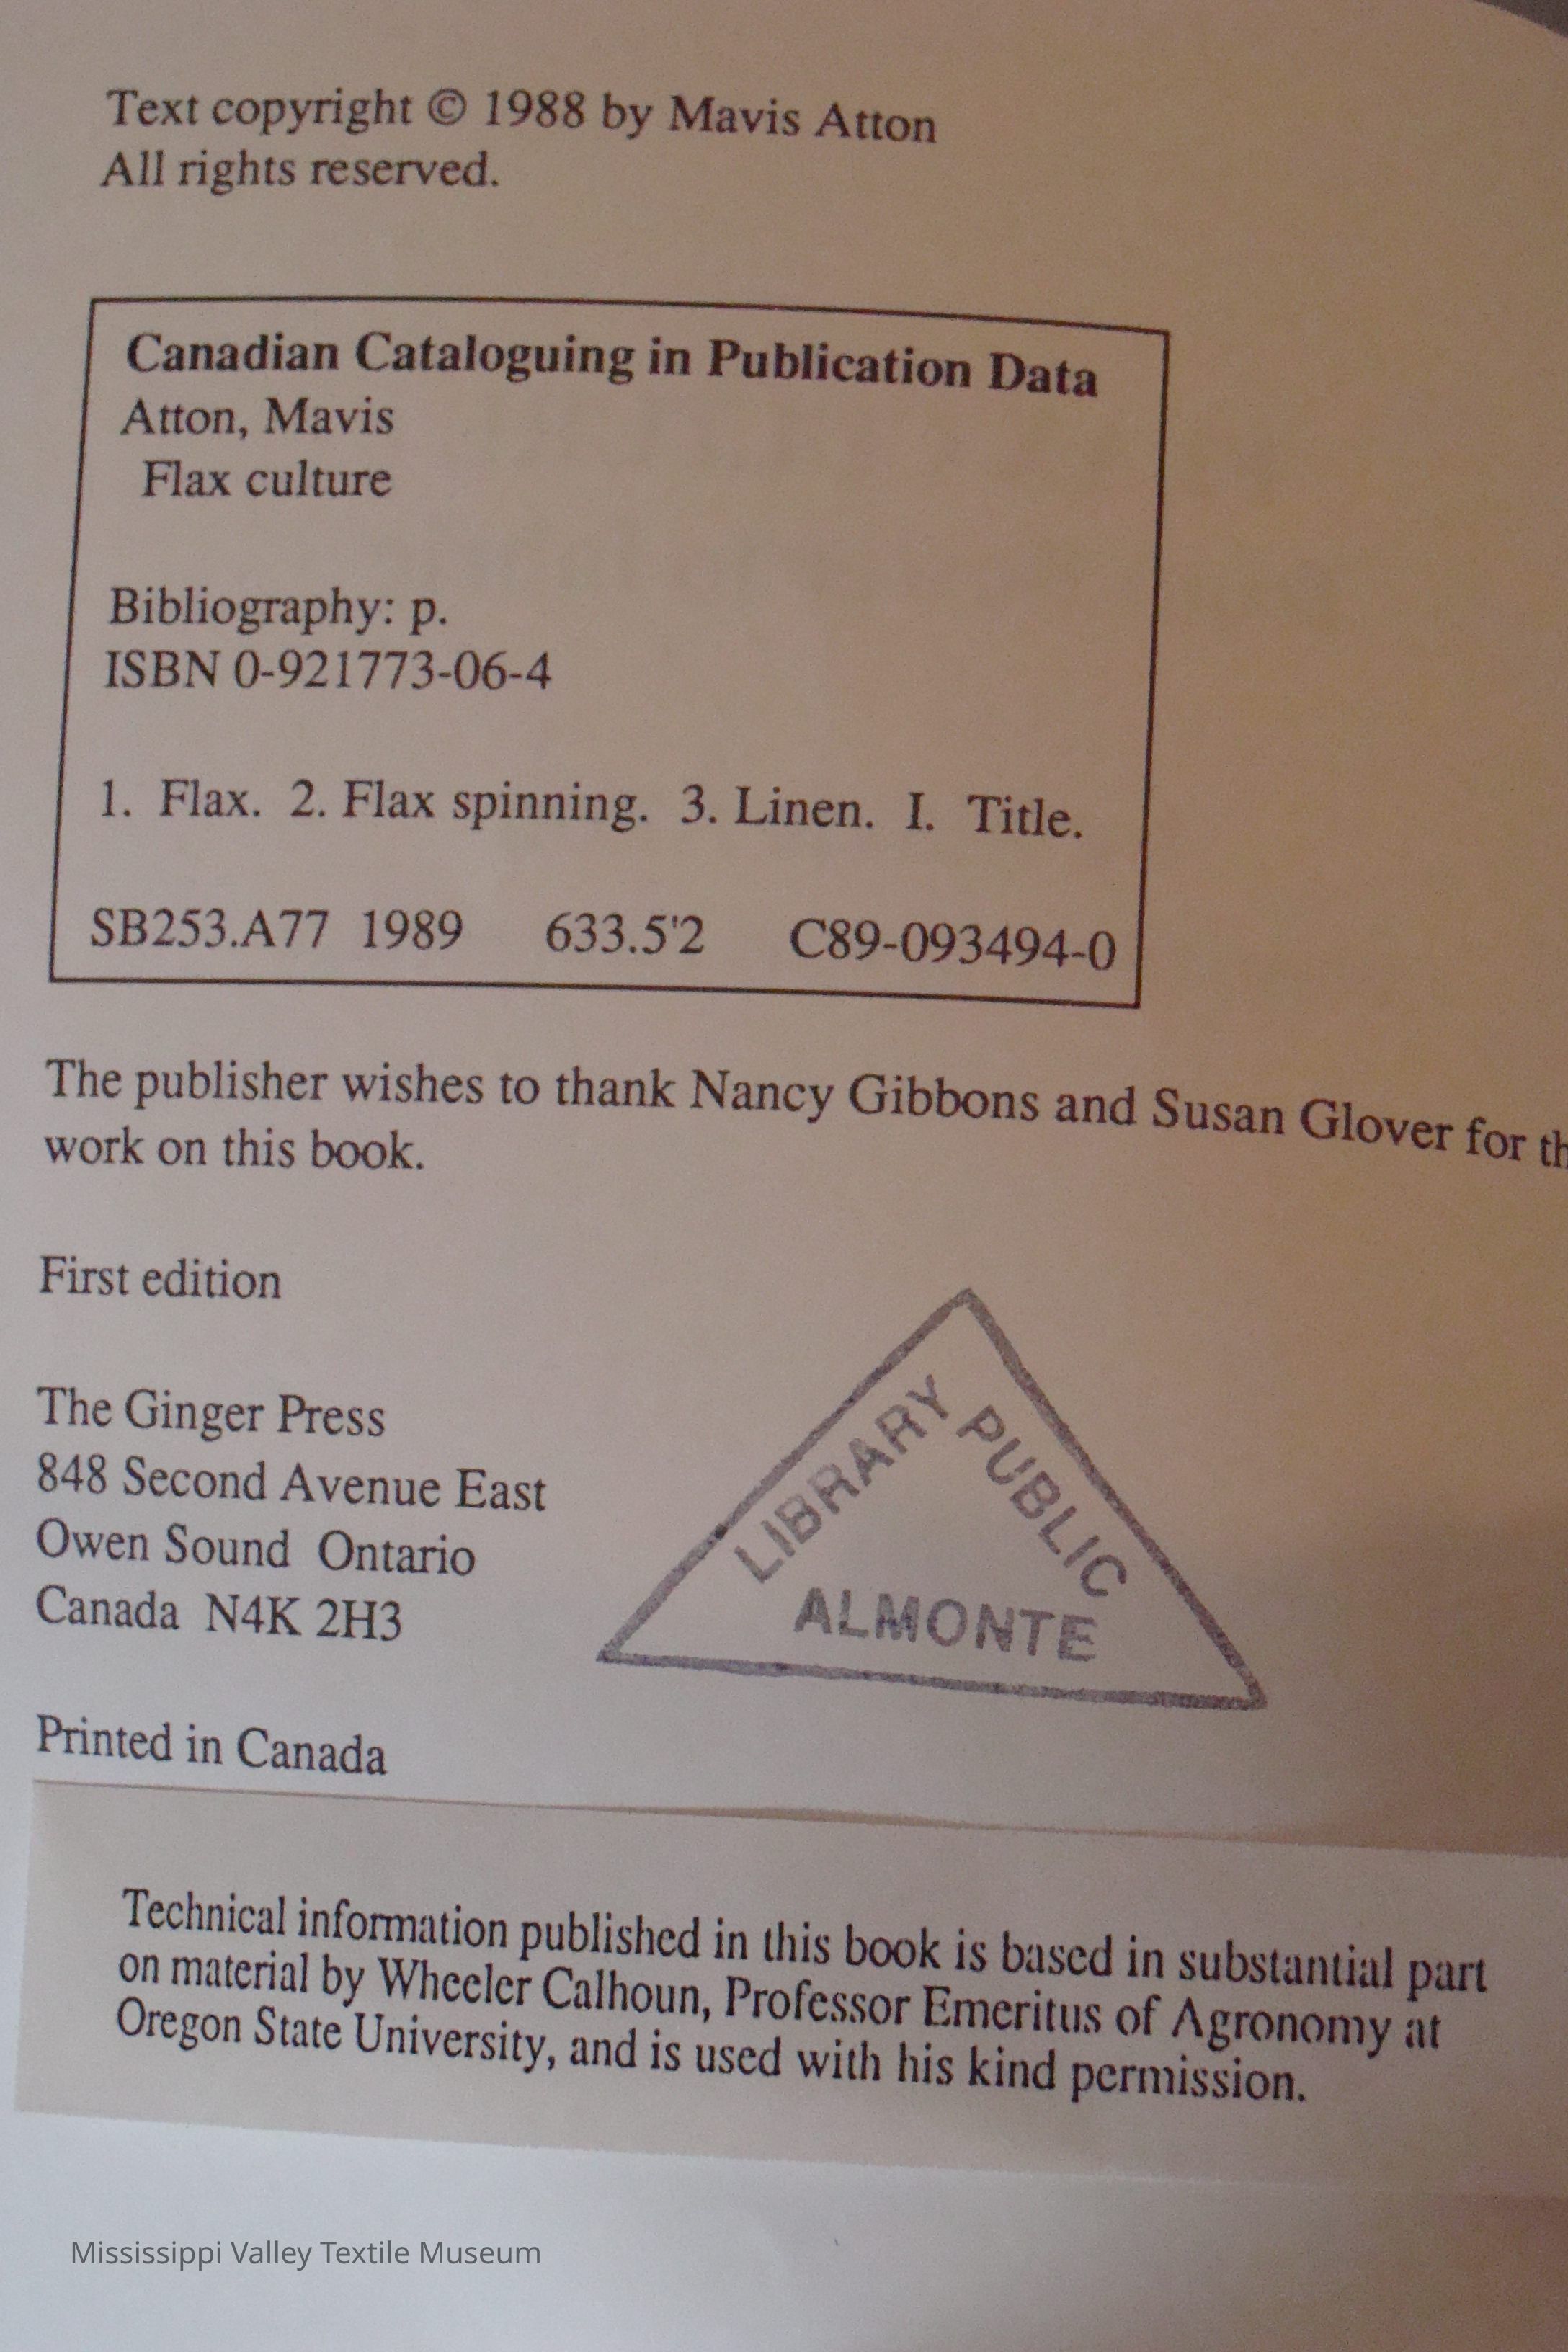 Text copyright © 1988 by Mavis Atton
All rights reserved.
Canadian Cataloguing in Publication Data
Atton, Mavis
Flax culture
Bibliography: p.
ISBN 0-921773-06-4
1. Flax. 2. Flax spinning. 3. Linen. I. Title.
SB253.A77 1989 633.5'2 C89-093494-0
The publisher wishes to thank Nancy Gibbons and Susan Glover for
work on this book.
First edition
The Ginger Press
848 Second Avenue East
Owen Sound Ontario
Canada N4K 2H3
LIBRARY
PUBLIC
ALMONTE
Printed in Canada
Technical information published in this book is based in substantial part
on material by Wheeler Calhoun, Professor Emeritus of Agronomy at
Oregon State University, and is used with his kind permission.
Mississippi Valley Textile Museum